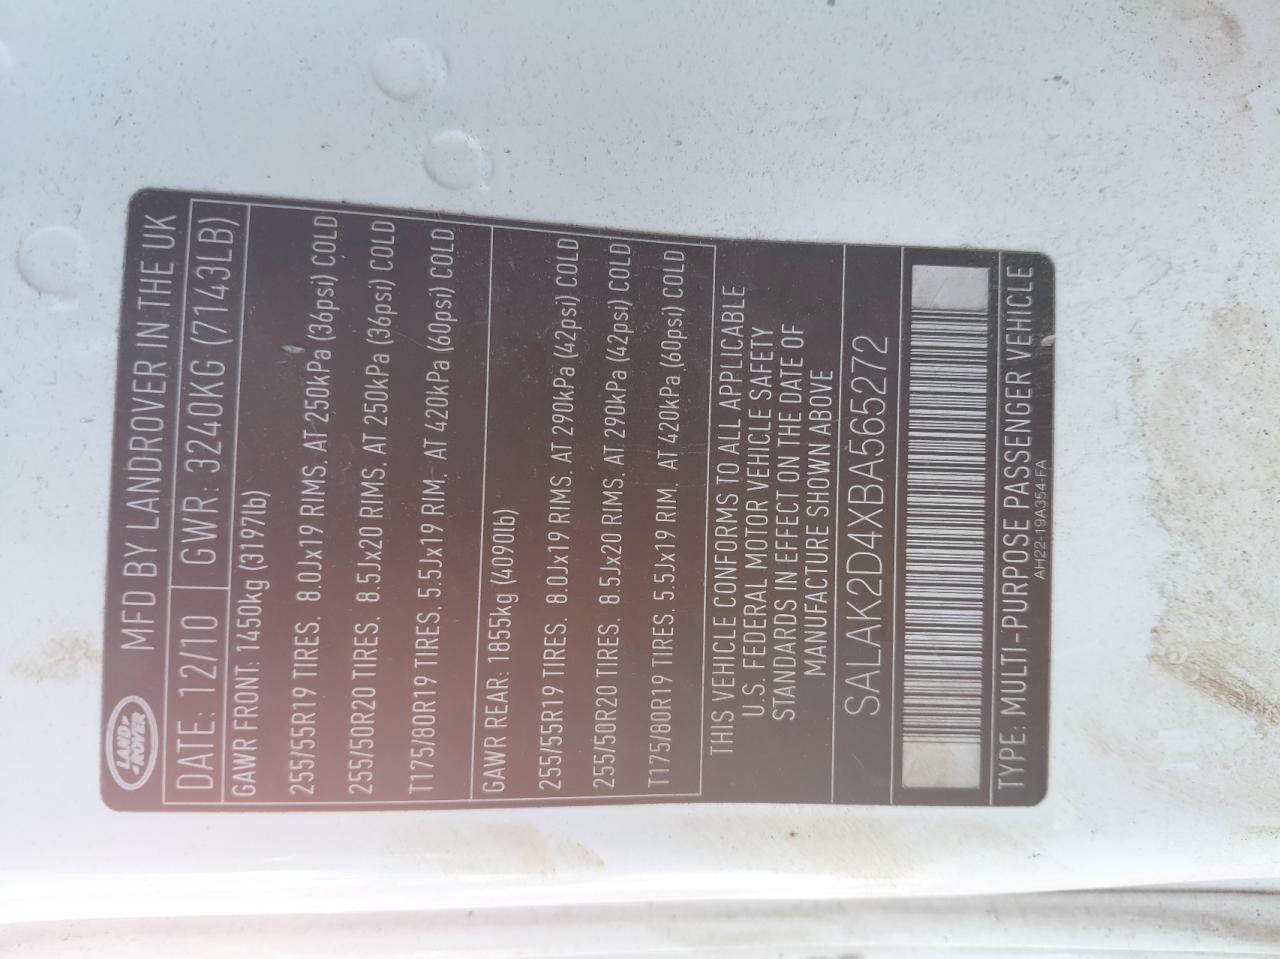 LAND ROVER
MFD BY LANDROVER IN THE UK
DATE: 12/10 GWR: 3240KG (7143LB)
GAWR FRONT: 1450kg (3197lb)
255/55R19 TIRES. 8.0Jx19 RIMS. AT 250kPa (36psi) COLD
255/50R20 TIRES. 8.5Jx20 RIMS. AT 250kPa (36psi) COLD
T175/80R19 TIRES. 5.5Jx19 RIM. AT 420kPa (60psi) COLD
GAWR REAR: 1855kg (4090lb)
255/55R19 TIRES. 8.0Jx19 RIMS. AT 290kPa (42psi) COLD
255/50R20 TIRES. 8.5Jx20 RIMS. AT 290kPa (42psi) COLD
T175/80R19 TIRES. 5.5Jx19 RIM. AT 420kPa (60psi) COLD
THIS VEHICLE CONFORMS TO ALL APPLICABLE
U.S. FEDERAL MOTOR VEHICLE SAFETY
STANDARDS IN EFFECT ON THE DATE OF
MANUFACTURE SHOWN ABOVE
SALAK2D4XBA565272
TYPE: MULTI-PURPOSE PASSENGER VEHICLE
AH22-19A354-FA